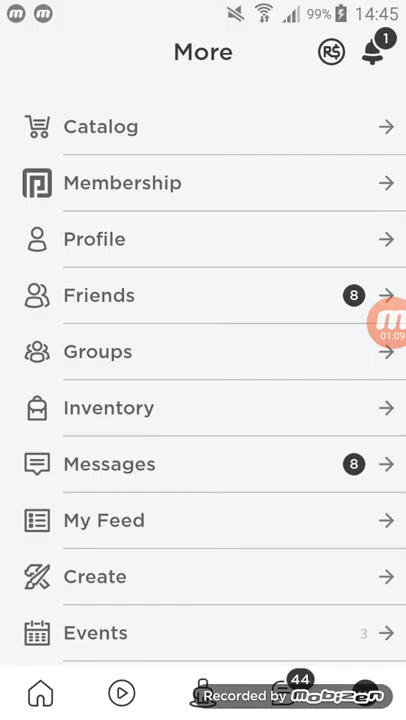 99% 14:45
More
R$
1
Catalog
Membership
Profile
Friends 8
01:09
Groups
Inventory
Messages 8
My Feed
Create
Events 3
44
Recorded by mobizen